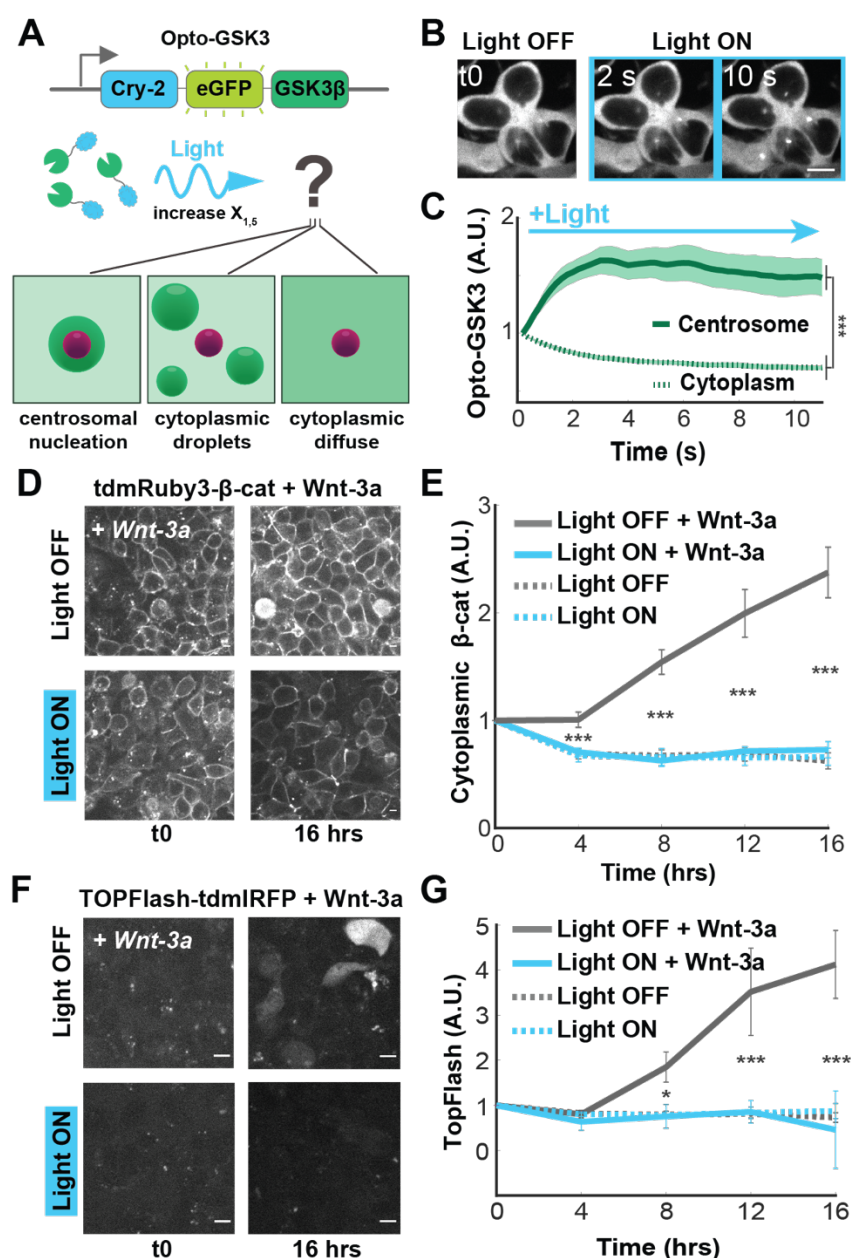 A
Opto-GSK3
Cry-2
eGFP
GSK3β
Light
increase X1,5
?
centrosomal
nucleation
cytoplasmic
droplets
cytoplasmic
diffuse
B
Light OFF
Light ON
t0
2 s
10 s
C
Opto-GSK3 (A.U.)
2
1
+Light
Centrosome
Cytoplasm
***
0 2 4 6 8 10
Time (s)
D
tdmRuby3-β-cat + Wnt-3a
Light OFF
+ Wnt-3a
Light ON
t0
16 hrs
E
Cytoplasmic β-cat (A.U.)
3
2
1
0
Light OFF + Wnt-3a
Light ON + Wnt-3a
Light OFF
Light ON
***
***
***
***
0 4 8 12 16
Time (hrs)
F
TOPFlash-tdmIRFP + Wnt-3a
Light OFF
+ Wnt-3a
Light ON
t0
16 hrs
G
TopFlash (A.U.)
5
4
3
2
1
0
Light OFF + Wnt-3a
Light ON + Wnt-3a
Light OFF
Light ON
*
***
***
0 4 8 12 16
Time (hrs)